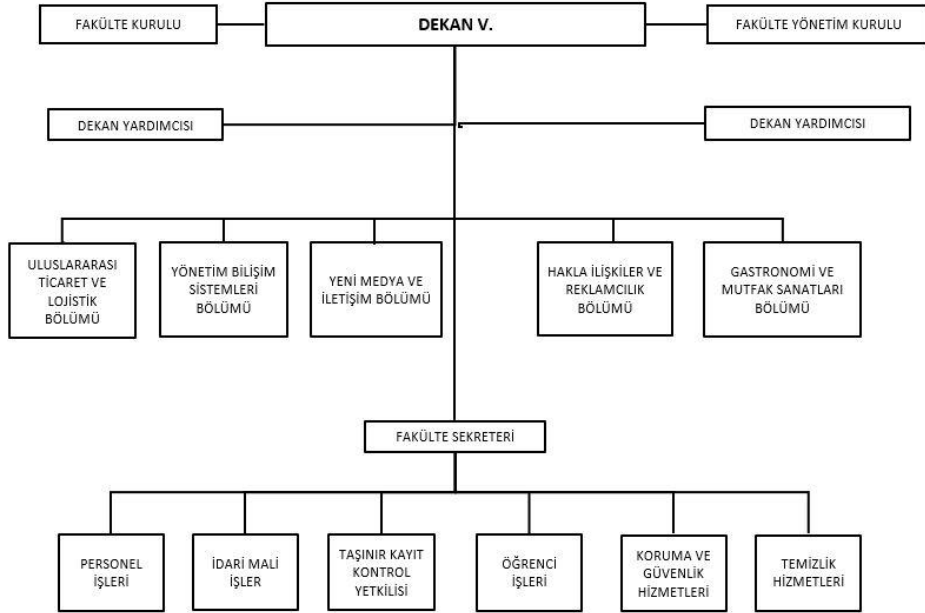 FAKÜLTE KURULU
DEKAN V.
FAKÜLTE YÖNETİM KURULU
DEKAN YARDIMCISI
DEKAN YARDIMCISI
ULUSLARARASI
TİCARET VE
LOJİSTİK
BÖLÜMÜ
YÖNETİM BİLİŞİM
SİSTEMLERİ
BÖLÜMÜ
YENİ MEDYA VE
İLETİŞİM BÖLÜMÜ
HAKLA İLİŞKİLER VE
REKLAMCILIK
BÖLÜMÜ
GASTRONOMİ VE
MUTFAK SANATLARI
BÖLÜMÜ
FAKÜLTE SEKRETERİ
PERSONEL
İŞLERİ
İDARİ MALİ
İŞLER
TAŞINIR KAYIT
KONTROL
YETKİLİSİ
ÖĞRENCİ
İŞLERİ
KORUMA VE
GÜVENLİK
HİZMETLERİ
TEMİZLİK
HİZMETLERİ